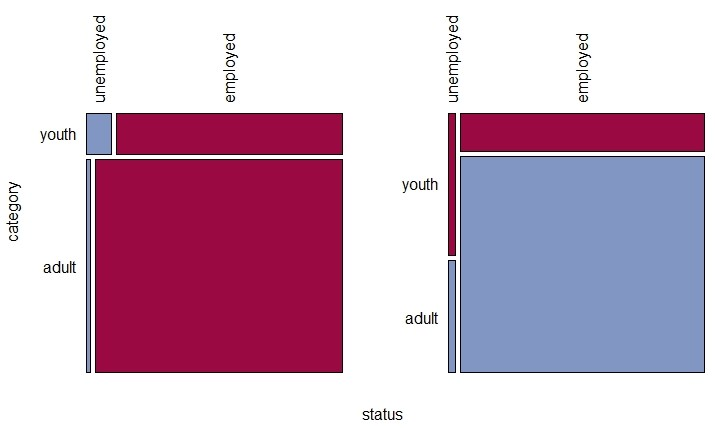 unemployed
employed
unemployed
employed
youth
adult
youth
adult
category
status